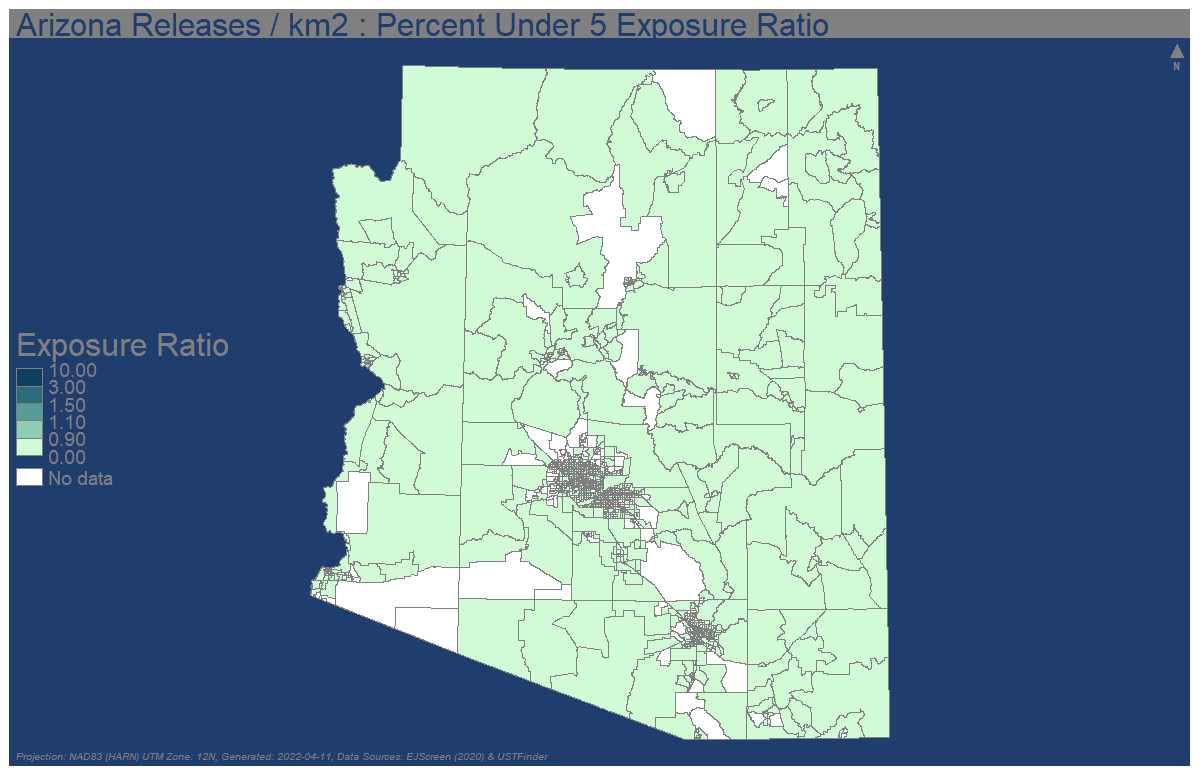 Arizona Releases / km2 : Percent Under 5 Exposure Ratio
N
Exposure Ratio
10.00
3.00
1.50
1.10
0.90
0.00
No data
Projection: NAD83 (HARN) UTM Zone: 12N, Generated: 2022-04-11, Data Sources: EJScreen (2020) & USTFinder